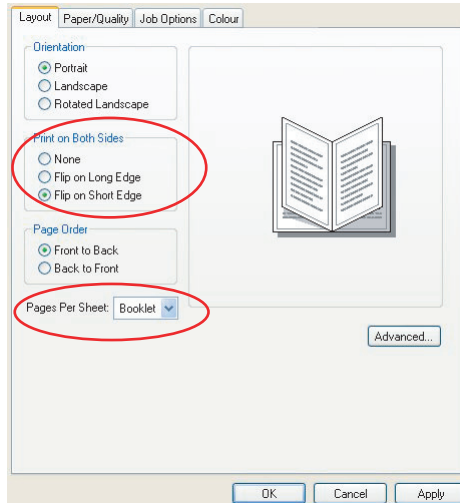 Layout Paper/Quality Job Options Colour
Orientation
Portrait
Landscape
Rotated Landscape
Print on Both Sides
None
Flip on Long Edge
Flip on Short Edge
Page Order
Front to Back
Back to Front
Pages Per Sheet: Booklet
Advanced...
OK Cancel Apply